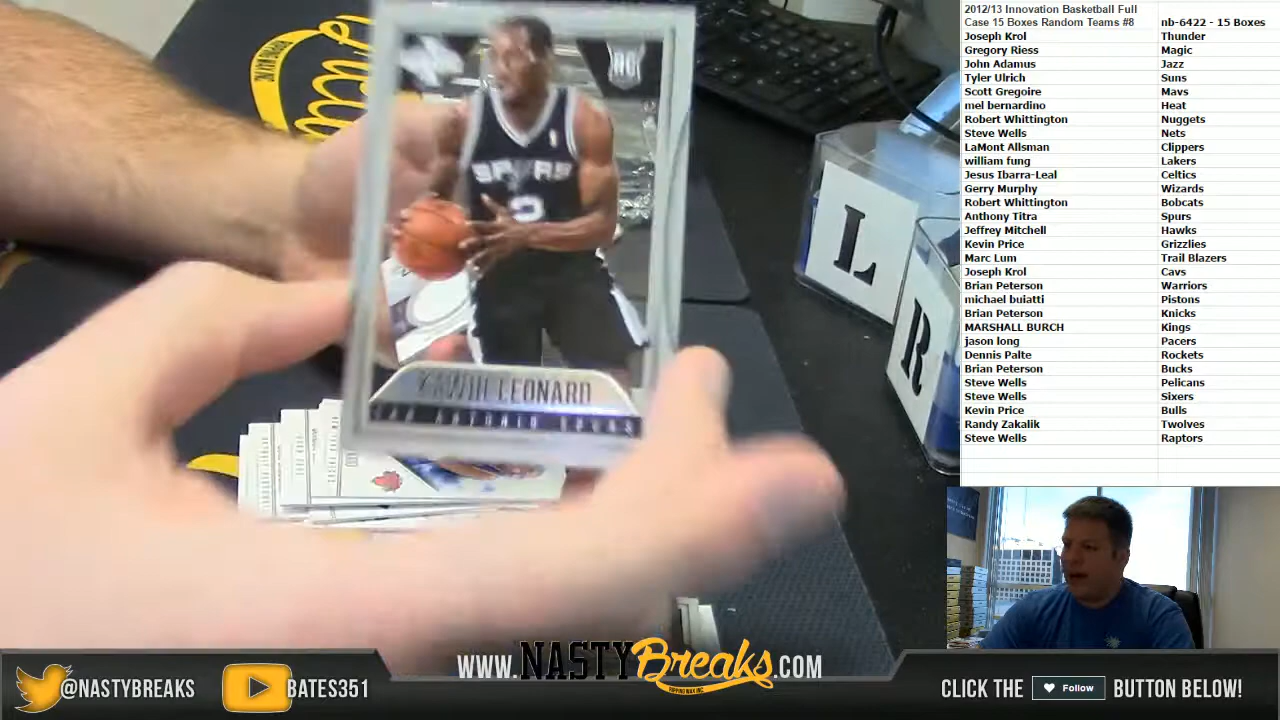 2012/13 Innovation Basketball Full
Case 15 Boxes Random Teams #8 nb-6422 - 15 Boxes
Joseph Krol Thunder
Gregory Riess Magic
John Adamus Jazz
Tyler Ulrich Suns
Scott Gregoire Mavs
mel bernardino Heat
Robert Whittington Nuggets
Steve Wells Nets
LaMont Allsman Clippers
william fung Lakers
Jesus Ibarra-Leal Celtics
Gerry Murphy Wizards
Robert Whittington Bobcats
Anthony Titra Spurs
Jeffrey Mitchell Hawks
Kevin Price Grizzlies
Marc Lum Trail Blazers
Joseph Krol Cavs
Brian Peterson Warriors
michael buiatti Pistons
Brian Peterson Knicks
MARSHALL BURCH Kings
jason long Pacers
Dennis Palte Rockets
Brian Peterson Bucks
Steve Wells Pelicans
Steve Wells Sixers
Kevin Price Bulls
Randy Zakalik Twolves
Steve Wells Raptors
RC
SPURS
2
KAWHI LEONARD
SAN ANTONIO SPURS
L
R
@NASTYBREAKS
BATES351
WWW.NASTYBreaks.COM
RIPPING WAX INC
CLICK THE Follow BUTTON BELOW!